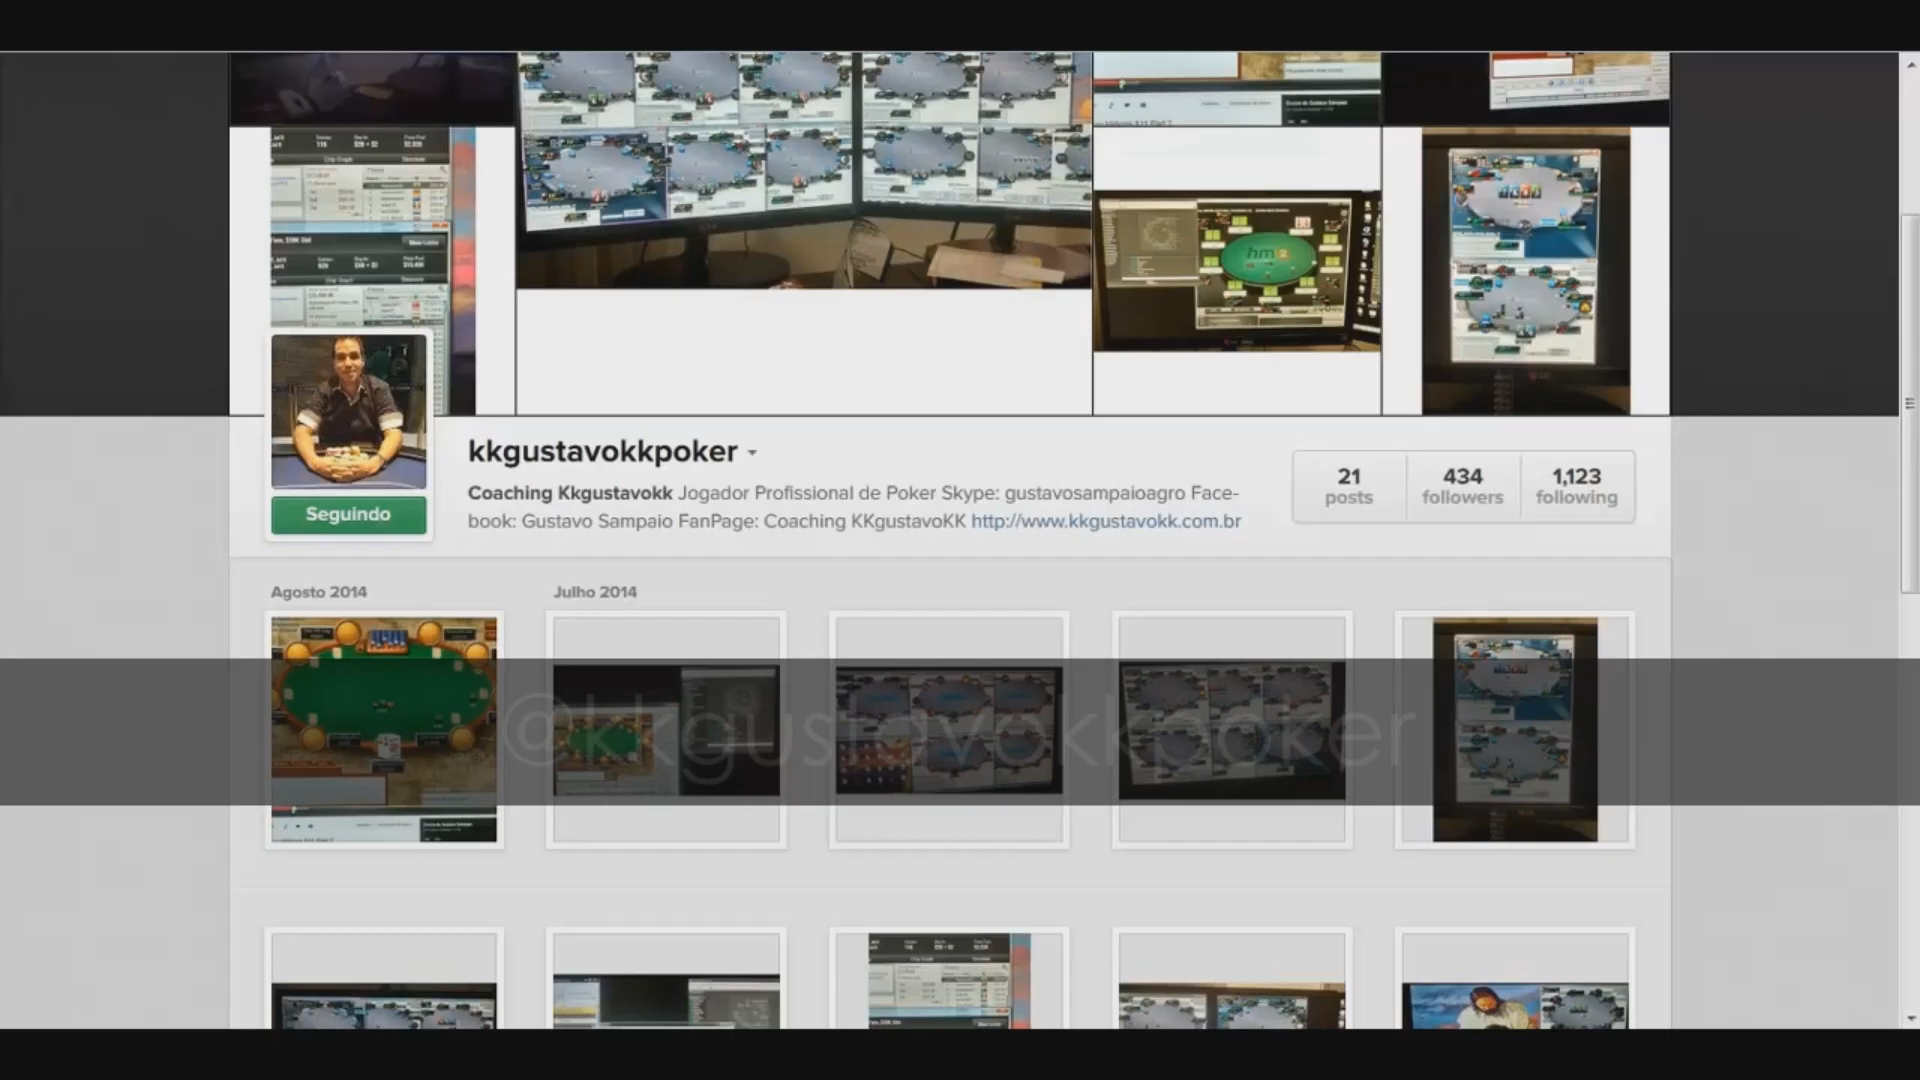 hm2
kkgustavokkpoker
Coaching Kkgustavokk Jogador Profissional de Poker Skype: gustavosampaioagro Face-
book: Gustavo Sampaio FanPage: Coaching KKgustavoKK http://www.kkgustavokk.com.br
Seguindo
21
posts
434
followers
1,123
following
Agosto 2014
Julho 2014
@kkgustavokkpoker